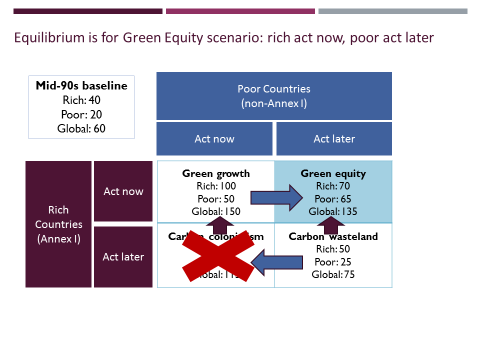 Equilibrium is for Green Equity scenario: rich act now, poor act later
Mid-90s baseline
Rich: 40
Poor: 20
Global: 60
Poor Countries
(non-Annex I)
Act now
Act later
Rich
Countries
(Annex I)
Act now
Green growth
Rich: 100
Poor: 50
Global: 150
Green equity
Rich: 70
Poor: 65
Global: 135
Act later
Carbon colonialism
Carbon wasteland
Rich: 50
Poor: 25
Global: 75